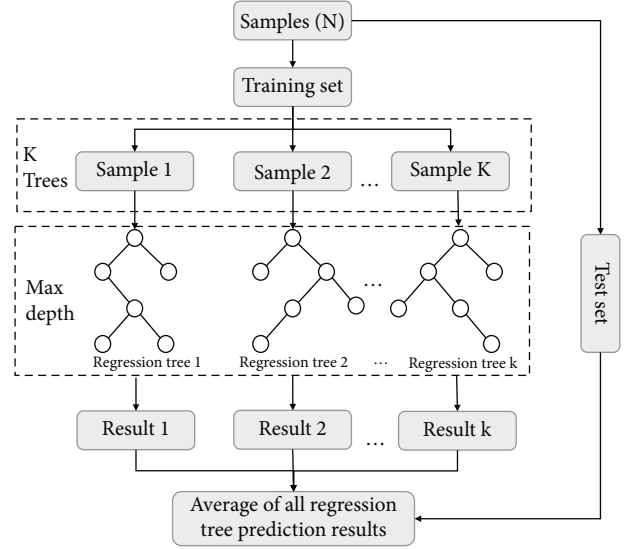 Samples (N)
Training set
K
Trees
Sample 1
Sample 2
...
Sample K
Max
depth
...
Regression tree 1
Regression tree 2
...
Regression tree k
Test set
Result 1
Result 2
...
Result k
Average of all regression
tree prediction results